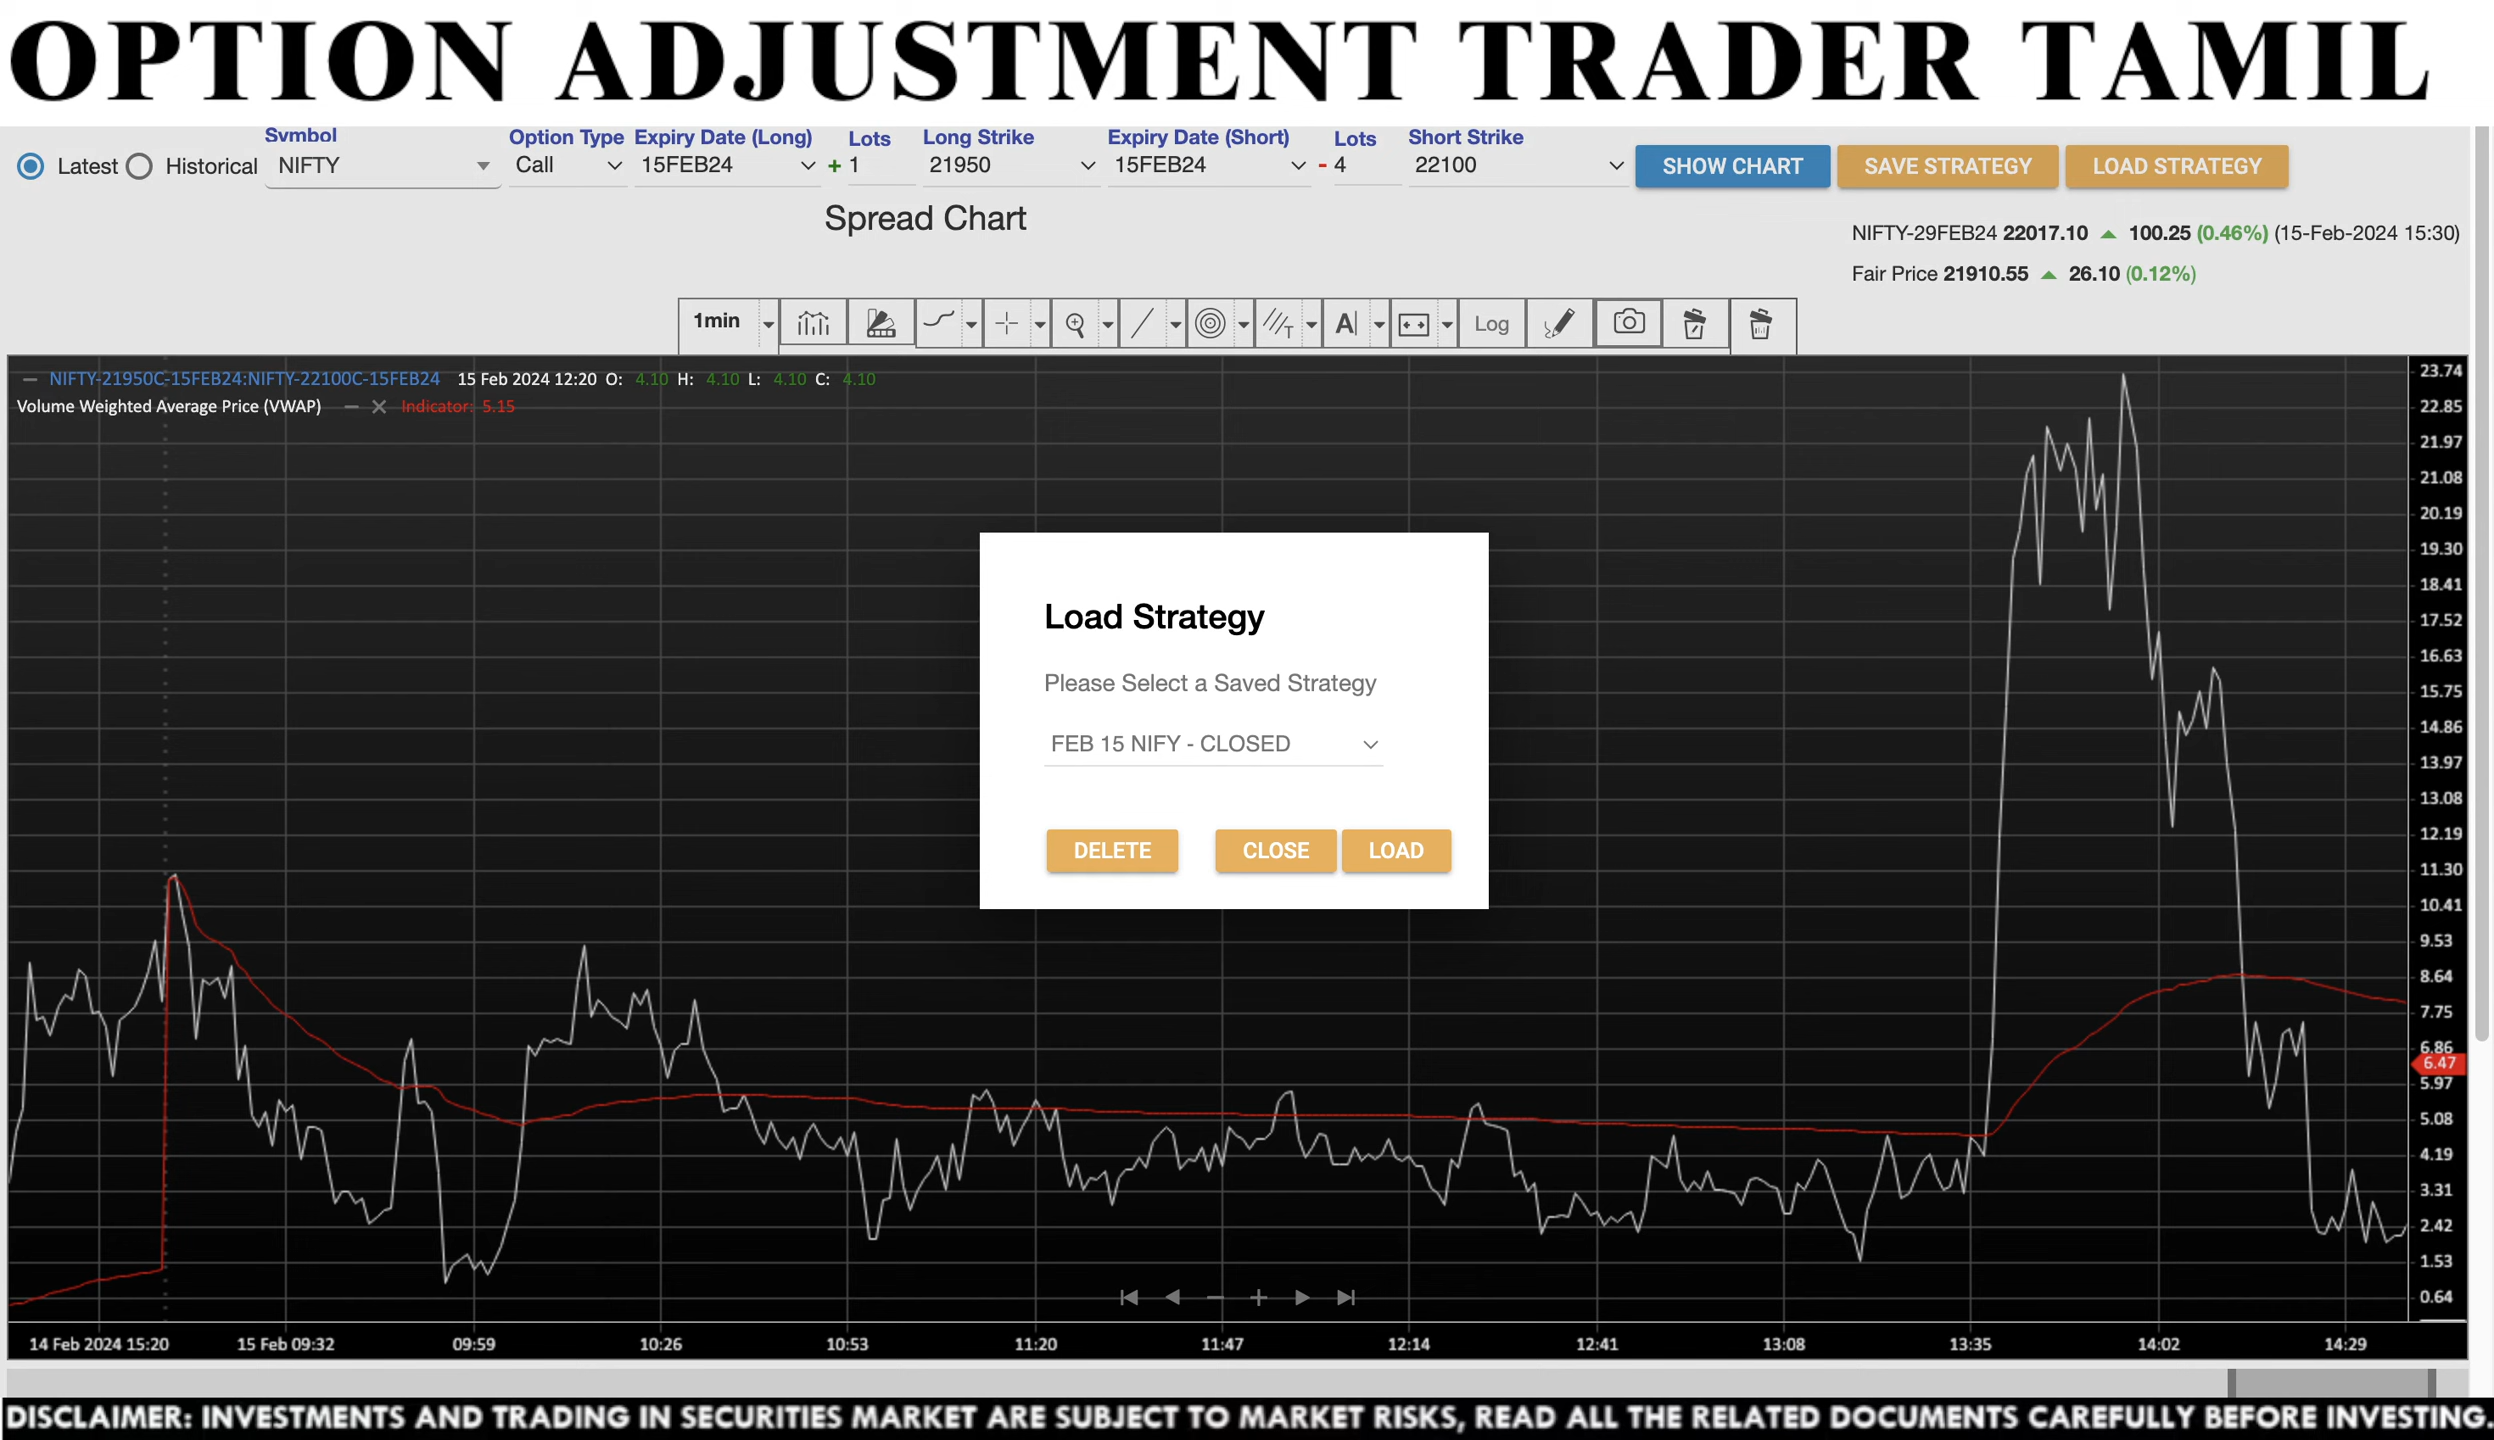 OPTION ADJUSTMENT TRADER TAMIL
Symbol Option Type Expiry Date (Long) Lots Long Strike Expiry Date (Short) Lots Short Strike
Latest Historical NIFTY Call 15FEB24 + 1 21950 15FEB24 - 4 22100 SHOW CHART SAVE STRATEGY LOAD STRATEGY
Spread Chart
NIFTY-29FEB24 22017.10 ▲ 100.25 (0.46%) (15-Feb-2024 15:30)
Fair Price 21910.55 ▲ 26.10 (0.12%)
1min A| Log
NIFTY-21950C-15FEB24:NIFTY-22100C-15FEB24 15 Feb 2024 12:20 O: 4.10 H: 4.10 L: 4.10 C: 4.10
Volume Weighted Average Price (VWAP) Indicator: 5.15
Load Strategy
Please Select a Saved Strategy
FEB 15 NIFY - CLOSED
DELETE CLOSE LOAD
23.74
22.85
21.97
21.08
20.19
19.30
18.41
17.52
16.63
15.75
14.86
13.97
13.08
12.19
11.30
10.41
9.53
8.64
7.75
6.86
6.47
5.97
5.08
4.19
3.31
2.42
1.53
0.64
14 Feb 2024 15:20 15 Feb 09:32 09:59 10:26 10:53 11:20 11:47 12:14 12:41 13:08 13:35 14:02 14:29
DISCLAIMER: INVESTMENTS AND TRADING IN SECURITIES MARKET ARE SUBJECT TO MARKET RISKS, READ ALL THE RELATED DOCUMENTS CAREFULLY BEFORE INVESTING.